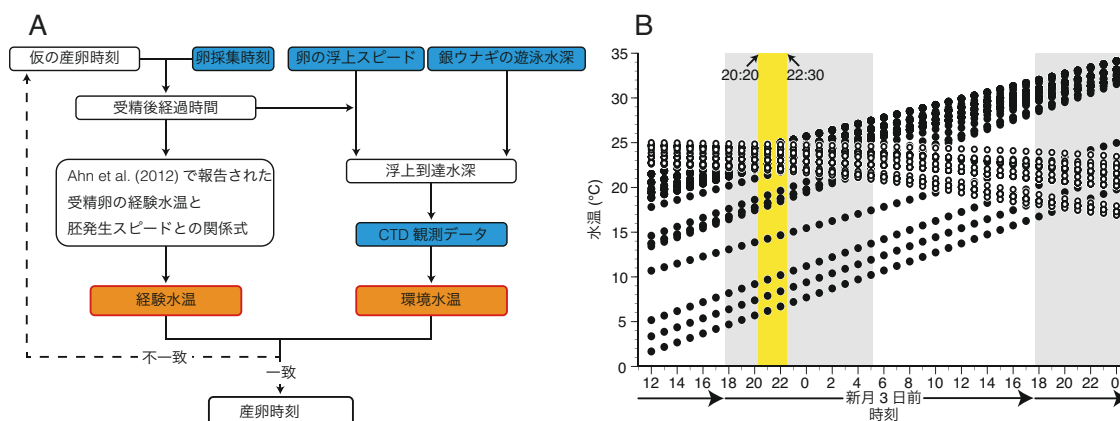 A
仮の産卵時刻
卵採集時刻
卵の浮上スピード
銀ウナギの遊泳水深
受精後経過時間
Ahn et al. (2012) で報告された
受精卵の経験水温と
胚発生スピードとの関係式
浮上到達水深
CTD 観測データ
経験水温
環境水温
不一致
一致
産卵時刻
B
35
30
25
20
15
10
5
0
水温 (°C)
20:20
22:30
12 14 16 18 20 22 0 2 4 6 8 10 12 14 16 18 20 22 0
新月 3 日前
時刻